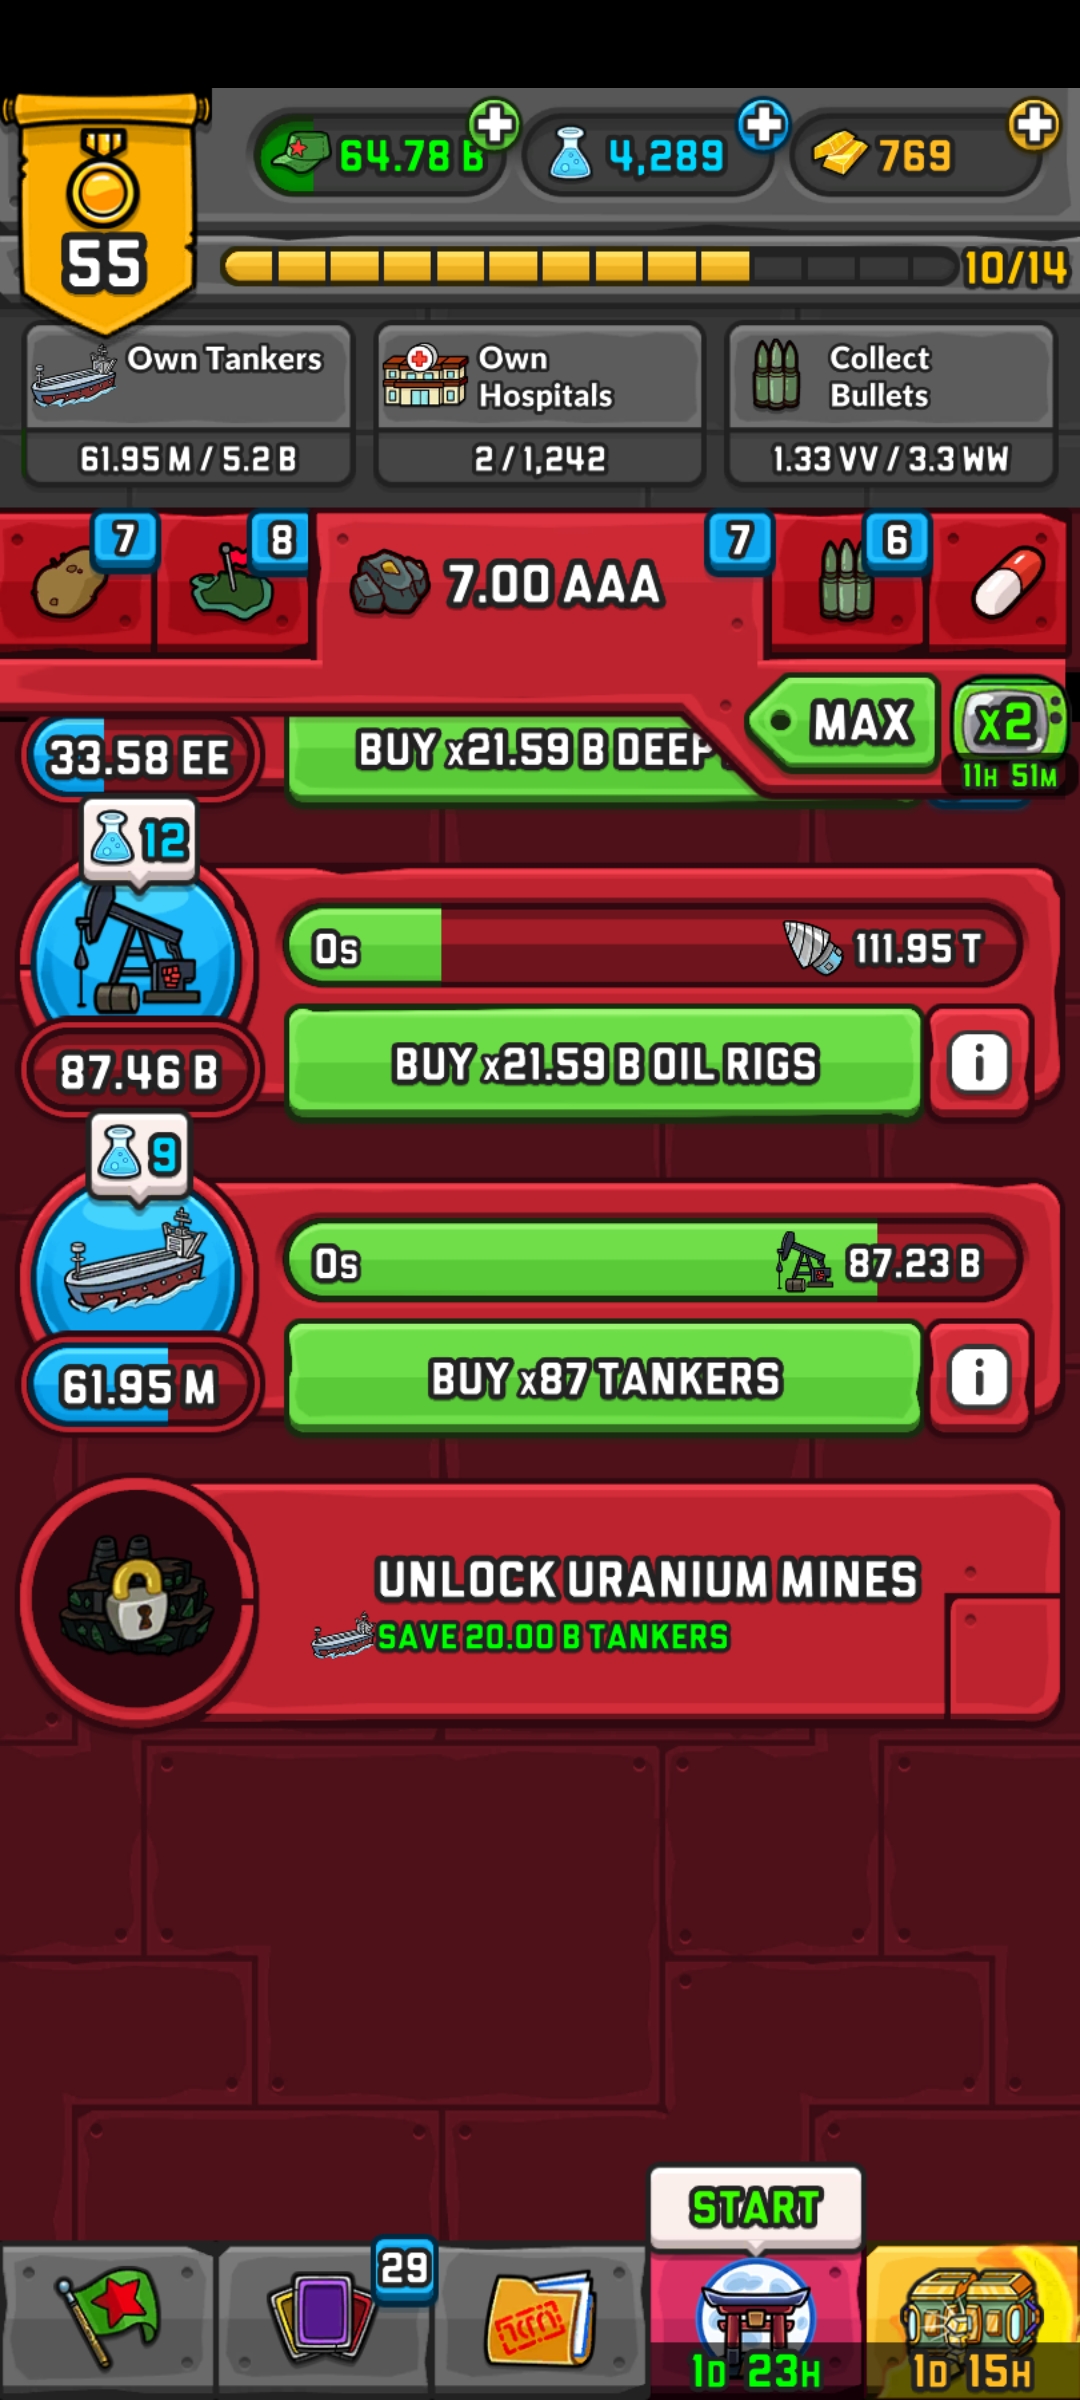 55
64.78 B
4,289
769
10/14
Own Tankers
61.95 M / 5.2 B
Own
Hospitals
2 / 1,242
Collect
Bullets
1.33 VV / 3.3 WW
7
8
7.00 AAA
7
6
MAX
x2
11H 51M
33.58 EE
BUY x21.59 B DEEP
12
0s
111.95 T
87.46 B
BUY x21.59 B OIL RIGS
i
9
0s
87.23 B
61.95 M
BUY x87 TANKERS
i
UNLOCK URANIUM MINES
SAVE 20.00 B TANKERS
START
29
1D 23H
1D 15H